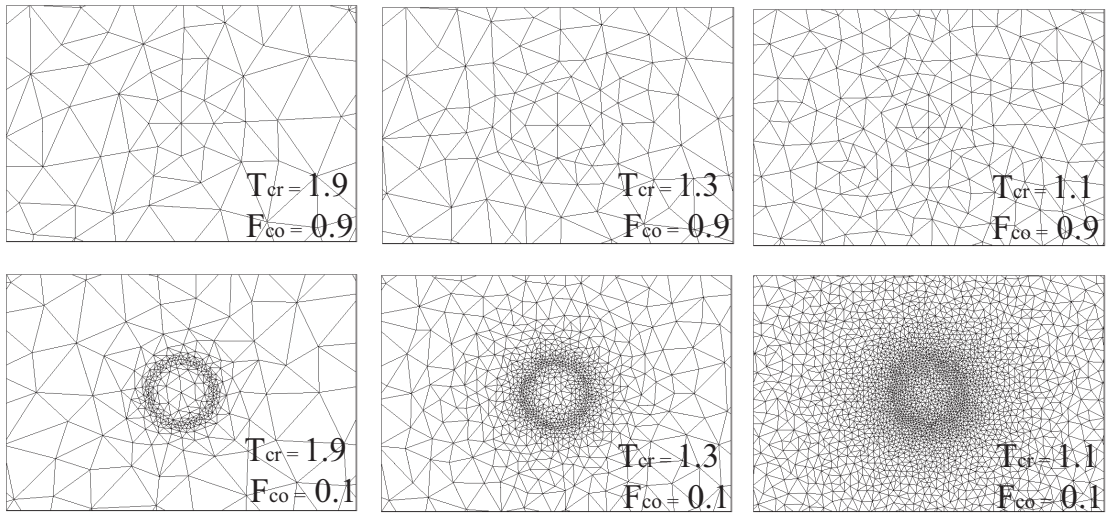 Tcr = 1.9
Fco = 0.9
Tcr = 1.3
Fco = 0.9
Tcr = 1.1
Fco = 0.9
Tcr = 1.9
Fco = 0.1
Tcr = 1.3
Fco = 0.1
Tcr = 1.1
Fco = 0.1